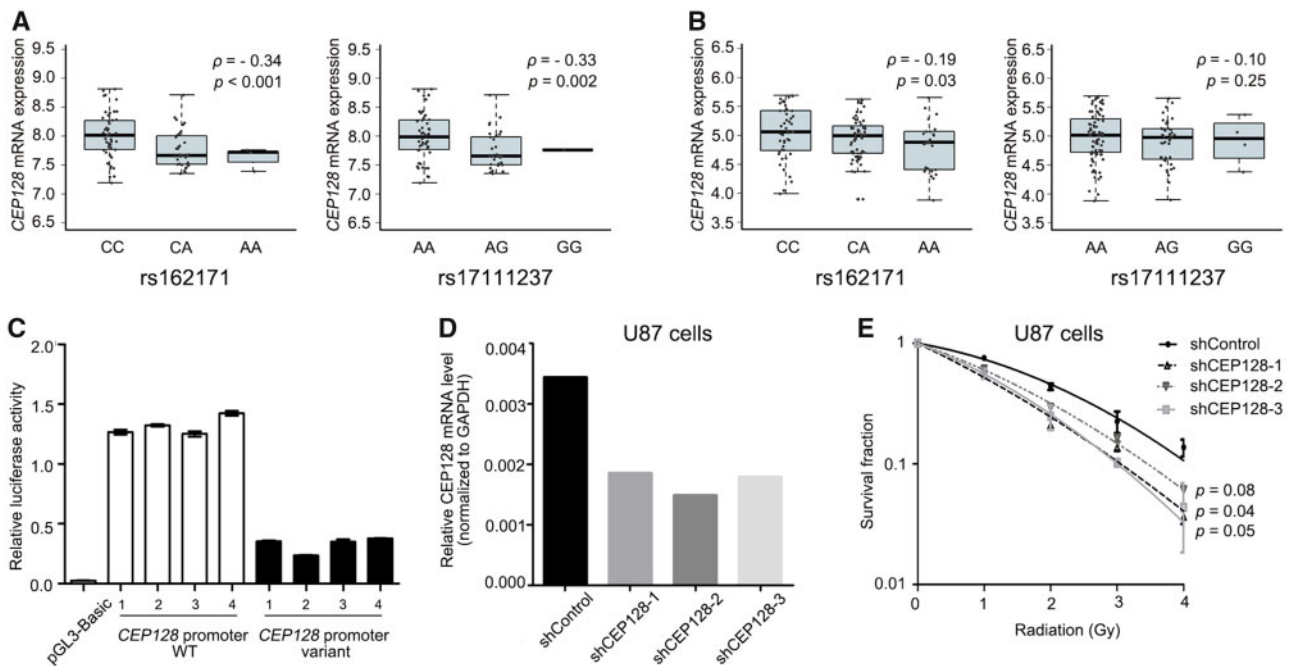 A
CEP128 mRNA expression
9.5
9.0
8.5
8.0
7.5
7.0
6.5
ρ = - 0.34
p < 0.001
CC CA AA
rs162171
CEP128 mRNA expression
9.5
9.0
8.5
8.0
7.5
7.0
6.5
ρ = - 0.33
p = 0.002
AA AG GG
rs17111237
B
CEP128 mRNA expression
6.5
6.0
5.5
5.0
4.5
4.0
3.5
ρ = - 0.19
p = 0.03
CC CA AA
rs162171
CEP128 mRNA expression
6.5
6.0
5.5
5.0
4.5
4.0
3.5
ρ = - 0.10
p = 0.25
AA AG GG
rs17111237
C
Relative luciferase activity
2.0
1.5
1.0
0.5
0.0
pGL3-Basic
1 2 3 4
CEP128 promoter
WT
1 2 3 4
CEP128 promoter
variant
D
U87 cells
Relative CEP128 mRNA level
(normalized to GAPDH)
0.004
0.003
0.002
0.001
0.000
shControl
shCEP128-1
shCEP128-2
shCEP128-3
E
U87 cells
Survival fraction
1
0.1
0.01
0 1 2 3 4
Radiation (Gy)
shControl
shCEP128-1
shCEP128-2
shCEP128-3
p = 0.08
p = 0.04
p = 0.05